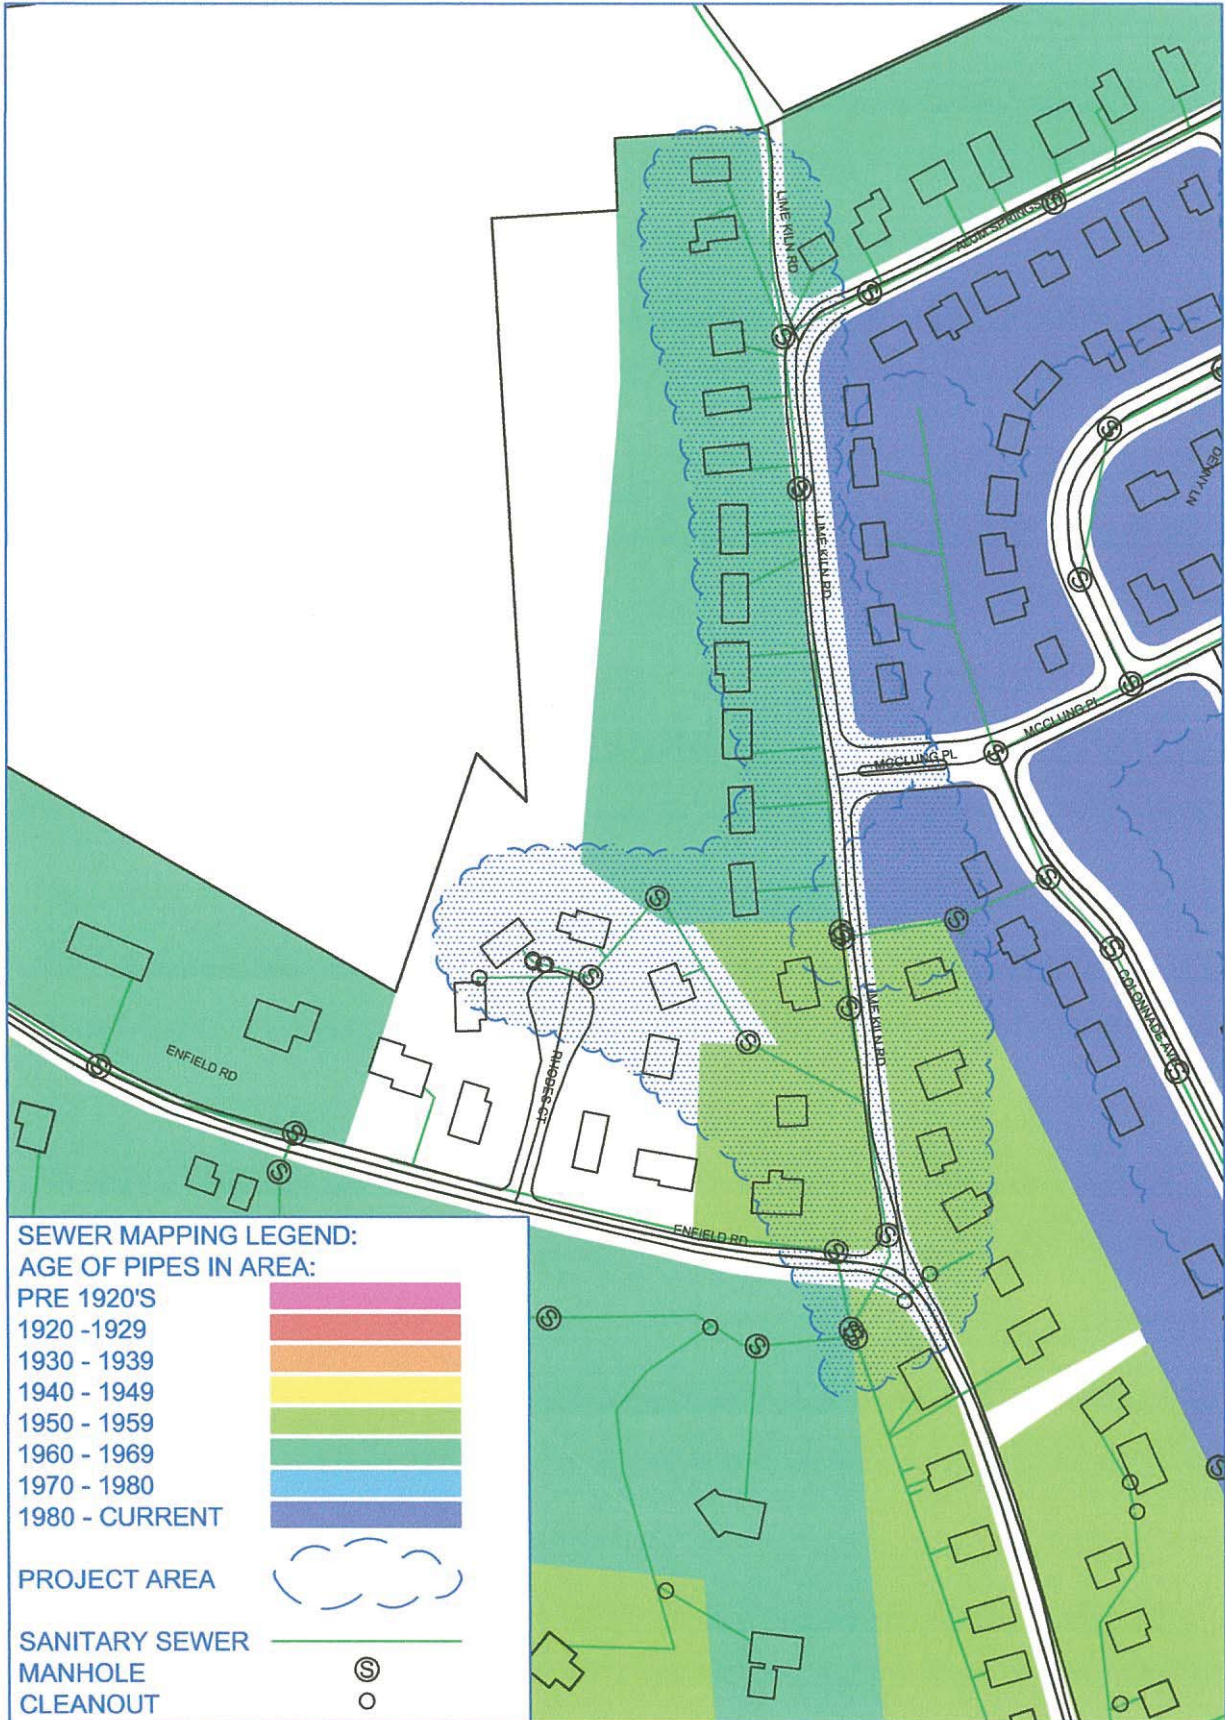 LIME KILN RD
ALUM SPRINGS
DENNY LN
LIME KILN RD
MCCLUNG PL
MCCLUNG PL
LIME KILN RD
COLONNADE AVE
RHODES CT
ENFIELD RD
ENFIELD RD
SEWER MAPPING LEGEND:
AGE OF PIPES IN AREA:
PRE 1920'S
1920 -1929
1930 - 1939
1940 - 1949
1950 - 1959
1960 - 1969
1970 - 1980
1980 - CURRENT
PROJECT AREA
SANITARY SEWER
MANHOLE Ⓢ
CLEANOUT